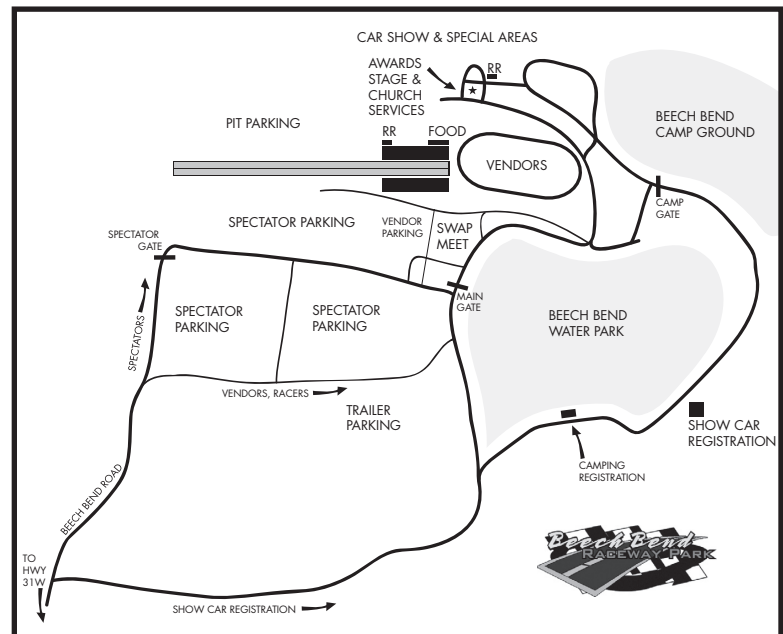 CAR SHOW & SPECIAL AREAS
AWARDS
STAGE &
CHURCH
SERVICES
RR
BEECH BEND
CAMP GROUND
PIT PARKING
RR
FOOD
VENDORS
CAMP
GATE
SPECTATOR PARKING
VENDOR
PARKING
SWAP
MEET
SPECTATOR
GATE
MAIN
GATE
SPECTATOR
PARKING
SPECTATOR
PARKING
BEECH BEND
WATER PARK
SPECTATORS
VENDORS, RACERS
TRAILER
PARKING
SHOW CAR
REGISTRATION
CAMPING
REGISTRATION
BEECH BEND ROAD
Beech Bend
RACEWAY PARK
TO
HWY
31W
SHOW CAR REGISTRATION